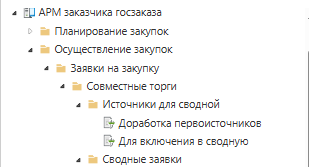 АРМ заказчика госзаказа
Планирование закупок
Осуществление закупок
Заявки на закупку
Совместные торги
Источники для сводной
Доработка первоисточников
Для включения в сводную
Сводные заявки